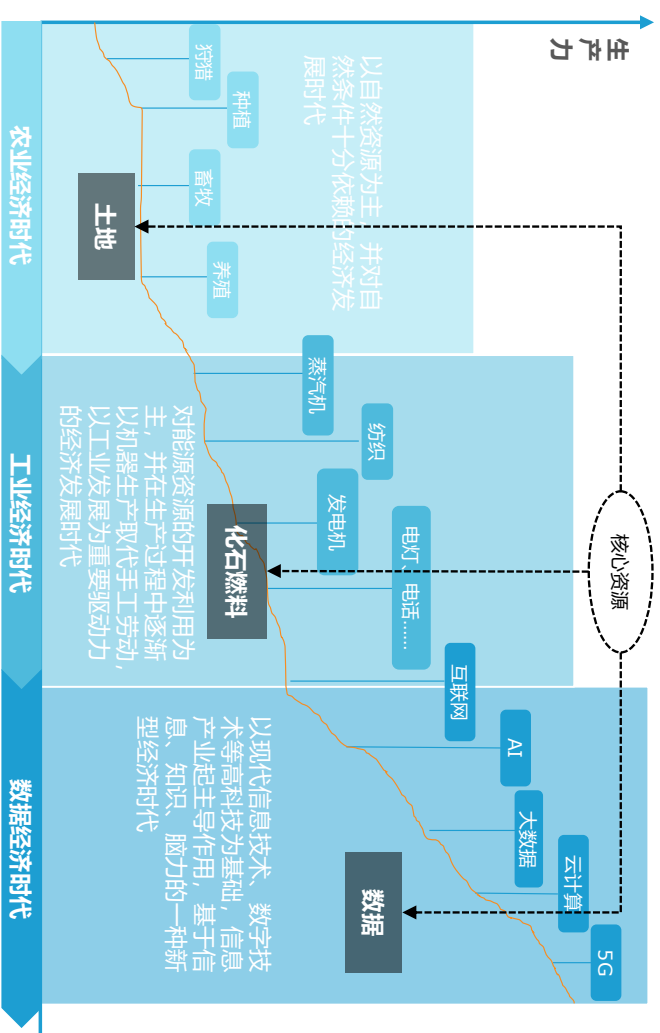 生产力
核心资源
以自然资源为主，并对自
然条件十分依赖的经济发
展时代
狩猎
种植
畜牧
养殖
土地
农业经济时代
蒸汽机
纺织
发电机
电灯、电话……
化石燃料
对能源资源的开发利用为
主，并在生产过程中逐渐
以机器生产取代手工劳动，
以工业发展为重要驱动力
的经济发展时代
工业经济时代
互联网
AI
大数据
云计算
5G
数据
以现代信息技术、数字技
术等高科技为基础，信息
产业起主导作用，基于信
息、知识、脑力的一种新
型经济时代
数据经济时代